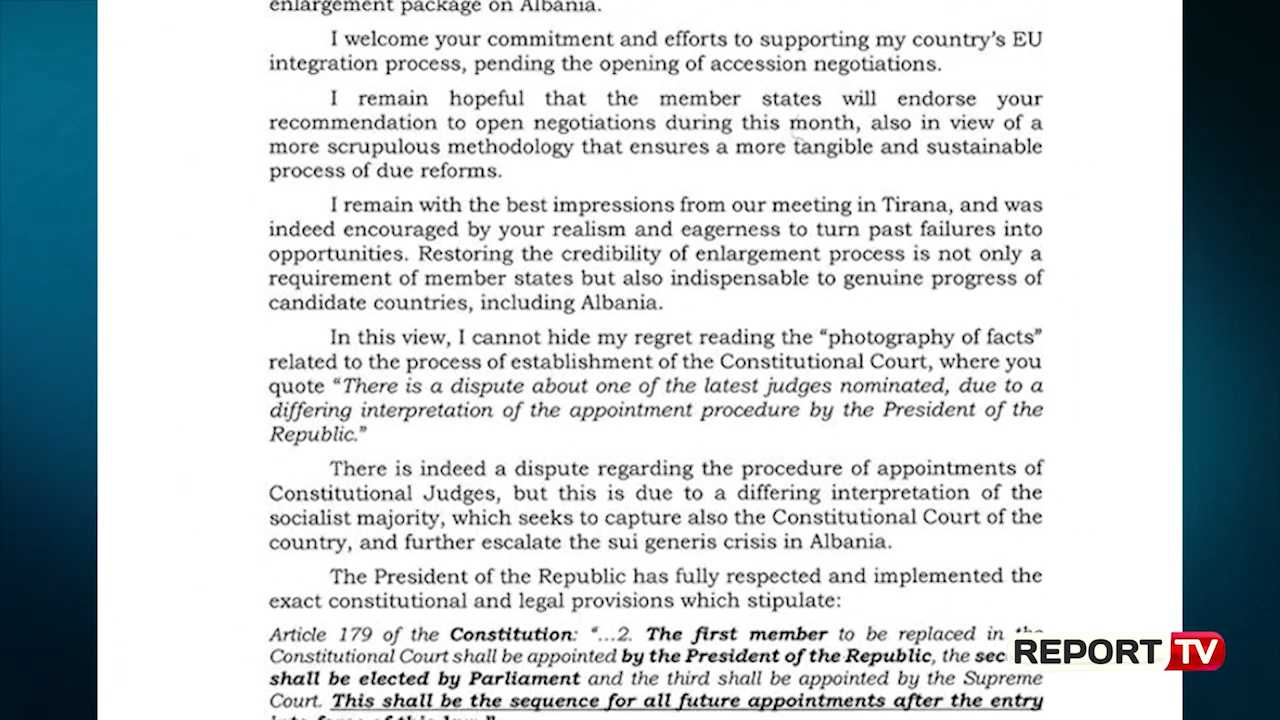 enlargement package on Albania.
I welcome your commitment and efforts to supporting my country's EU
integration process, pending the opening of accession negotiations.
I remain hopeful that the member states will endorse your
recommendation to open negotiations during this month, also in view of a
more scrupulous methodology that ensures a more tangible and sustainable
process of due reforms.
I remain with the best impressions from our meeting in Tirana, and was
indeed encouraged by your realism and eagerness to turn past failures into
opportunities. Restoring the credibility of enlargement process is not only a
requirement of member states but also indispensable to genuine progress of
candidate countries, including Albania.
In this view, I cannot hide my regret reading the “photography of facts”
related to the process of establishment of the Constitutional Court, where you
quote “There is a dispute about one of the latest judges nominated, due to a
differing interpretation of the appointment procedure by the President of the
Republic.”
There is indeed a dispute regarding the procedure of appointments of
Constitutional Judges, but this is due to a differing interpretation of the
socialist majority, which seeks to capture also the Constitutional Court of the
country, and further escalate the sui generis crisis in Albania.
The President of the Republic has fully respected and implemented the
exact constitutional and legal provisions which stipulate:
Article 179 of the Constitution: “...2. The first member to be replaced in the
Constitutional Court shall be appointed by the President of the Republic, the sec
shall be elected by Parliament and the third shall be appointed by the Supreme
Court. This shall be the sequence for all future appointments after the entry
into force of this law.”
REPORT TV